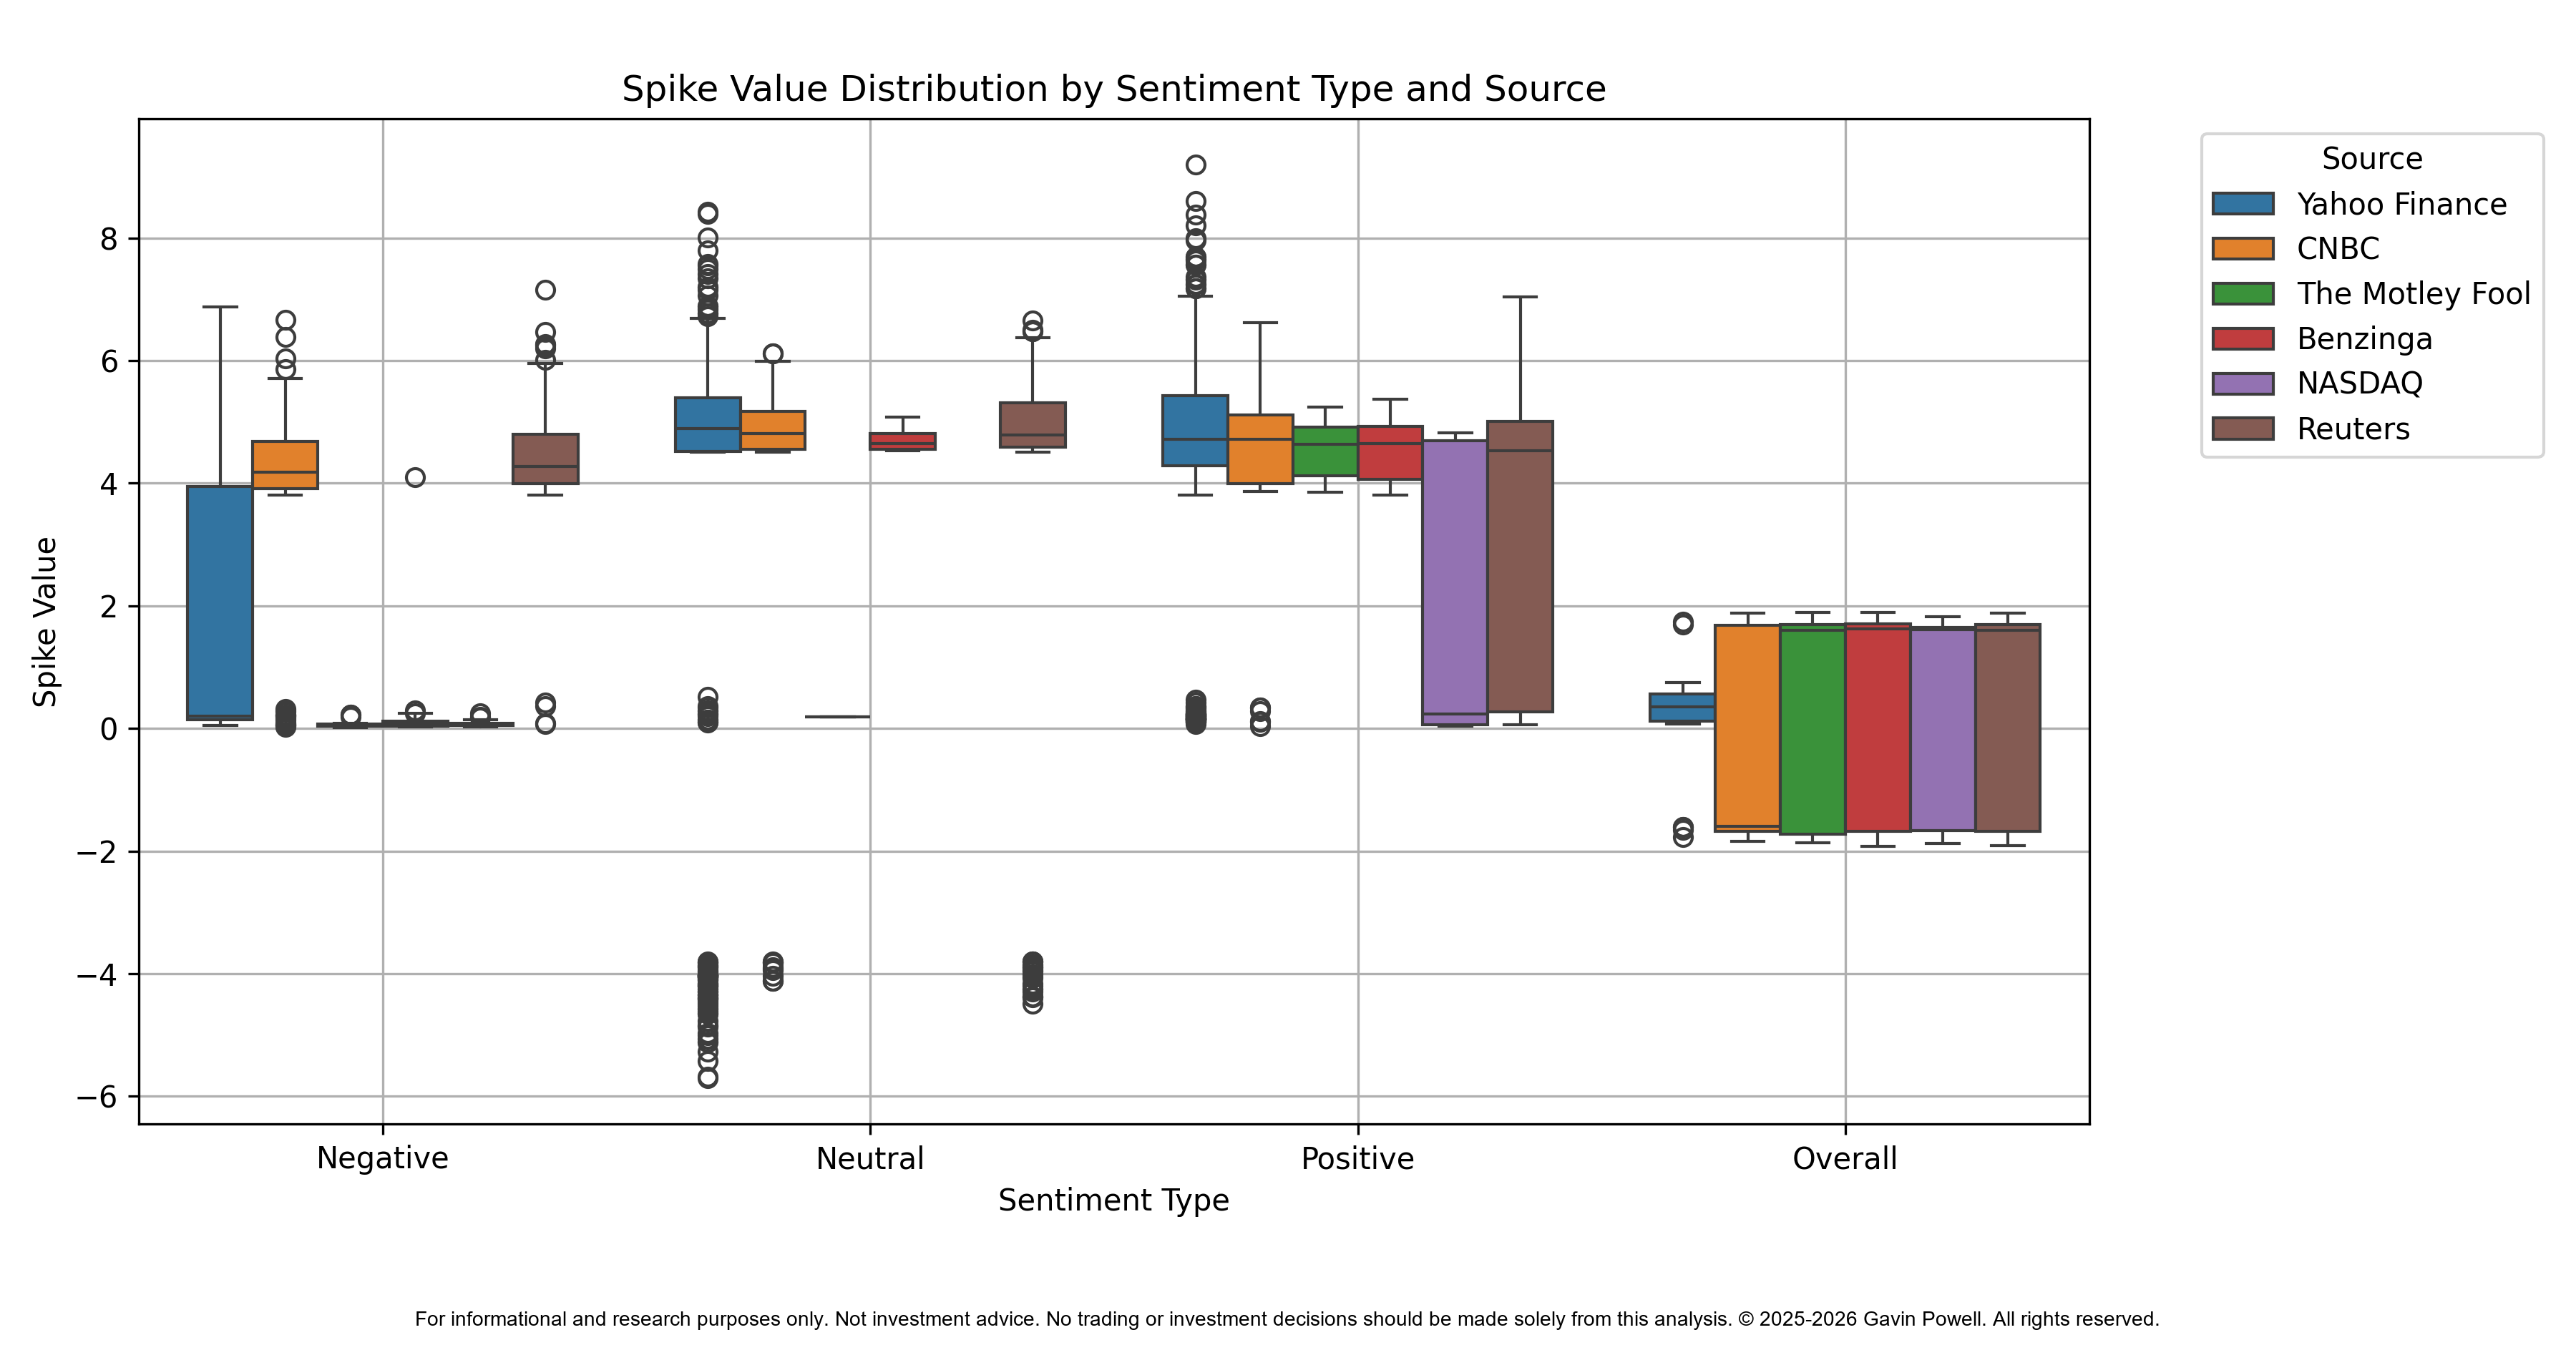 Spike Value Distribution by Sentiment Type and Source
Source
Yahoo Finance
CNBC
The Motley Fool
Benzinga
NASDAQ
Reuters
Spike Value
8
6
4
2
0
−2
−4
−6
Negative
Neutral
Positive
Overall
Sentiment Type
For informational and research purposes only. Not investment advice. No trading or investment decisions should be made solely from this analysis. © 2025-2026 Gavin Powell. All rights reserved.